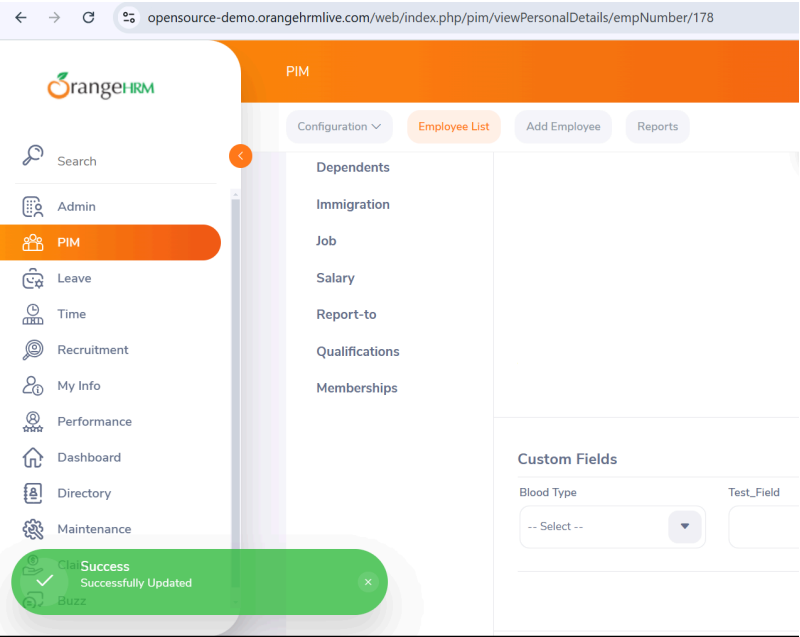 opensource-demo.orangehrmlive.com/web/index.php/pim/viewPersonalDetails/empNumber/178
OrangeHRM
PIM
Configuration
Employee List
Add Employee
Reports
Search
Admin
PIM
Leave
Time
Recruitment
My Info
Performance
Dashboard
Directory
Maintenance
Claim
Buzz
Dependents
Immigration
Job
Salary
Report-to
Qualifications
Memberships
Custom Fields
Blood Type
Test_Field
-- Select --
Success
Successfully Updated